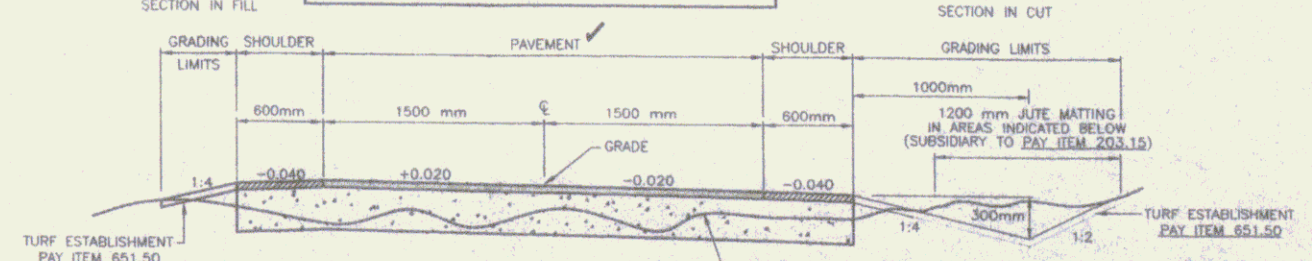 SECTION IN FILL
SECTION IN CUT
GRADING SHOULDER PAVEMENT SHOULDER GRADING LIMITS
LIMITS
1000mm
600mm 1500 mm ℄ 1500 mm 600mm
1200 mm JUTE MATTING
IN AREAS INDICATED BELOW
(SUBSIDIARY TO PAY ITEM 203.15)
GRADE
1:4 -0.040 +0.020 -0.020 -0.040
300mm
1:4 1:2
TURF ESTABLISHMENT
PAY ITEM 651.50
TURF ESTABLISHMENT
PAY ITEM 651.50